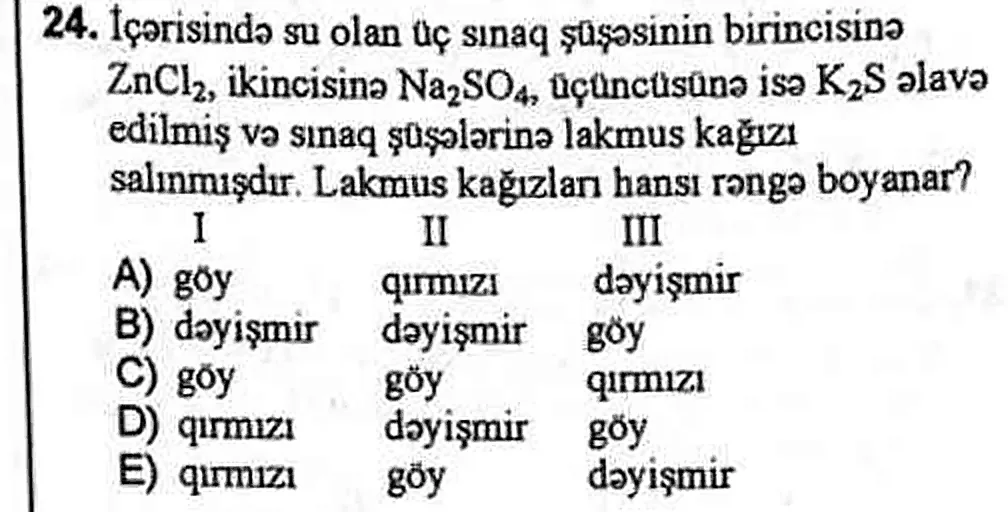 24. İçərisində su olan üç sınaq şüşəsinin birincisinə
ZnCl₂, ikincisinə Na₂SO₄, üçüncüsünə isə K₂S əlavə
edilmiş və sınaq şüşələrinə lakmus kağızı
salınmışdır. Lakmus kağızları hansı rəngə boyanar?
I II III
A) göy qırmızı dəyişmir
B) dəyişmir dəyişmir göy
C) göy göy qırmızı
D) qırmızı dəyişmir göy
E) qırmızı göy dəyişmir